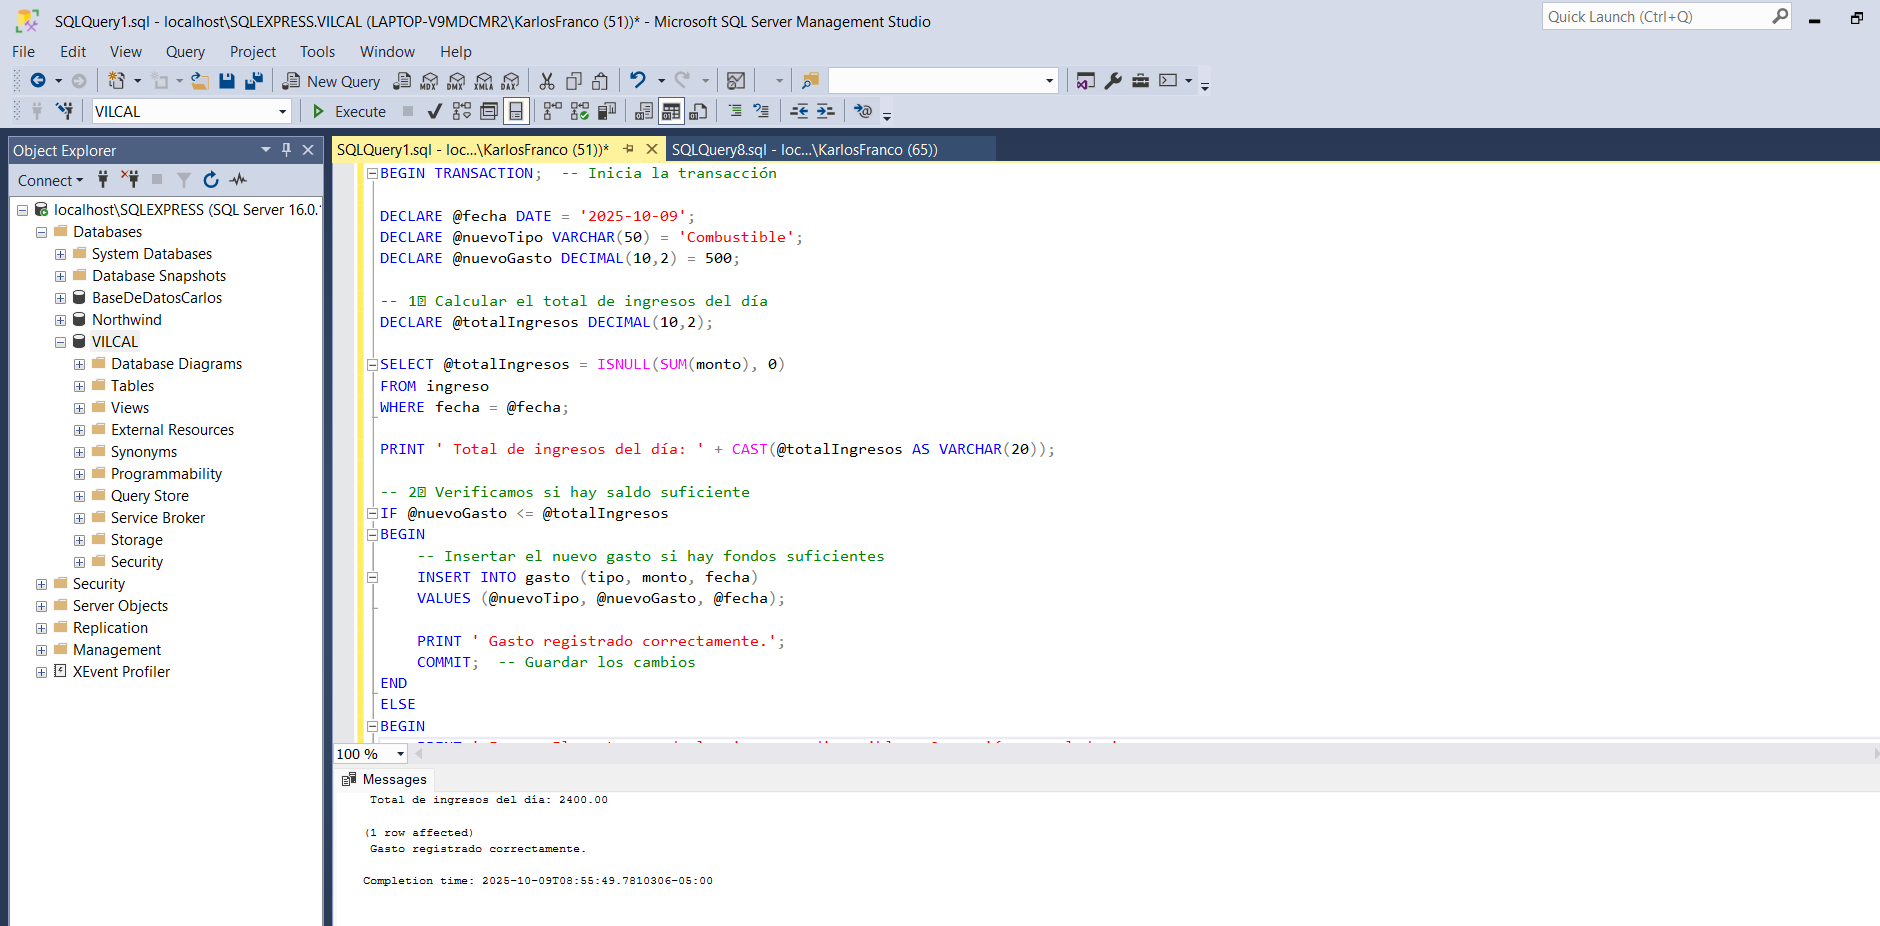 SQLQuery1.sql - localhost\SQLEXPRESS.VILCAL (LAPTOP-V9MDCMR2\KarlosFranco (51))* - Microsoft SQL Server Management Studio
Quick Launch (Ctrl+Q)
File Edit View Query Project Tools Window Help
New Query MDX DMX XMLA DAX
VILCAL Execute
Object Explorer
SQLQuery1.sql - loc...\KarlosFranco (51))* SQLQuery8.sql - loc...\KarlosFranco (65))
Connect
localhost\SQLEXPRESS (SQL Server 16.0.
Databases
System Databases
Database Snapshots
BaseDeDatosCarlos
Northwind
VILCAL
Database Diagrams
Tables
Views
External Resources
Synonyms
Programmability
Query Store
Service Broker
Storage
Security
Security
Server Objects
Replication
Management
XEvent Profiler
BEGIN TRANSACTION;  -- Inicia la transacción
DECLARE @fecha DATE = '2025-10-09';
DECLARE @nuevoTipo VARCHAR(50) = 'Combustible';
DECLARE @nuevoGasto DECIMAL(10,2) = 500;
-- 1 Calcular el total de ingresos del día
DECLARE @totalIngresos DECIMAL(10,2);
SELECT @totalIngresos = ISNULL(SUM(monto), 0)
FROM ingreso
WHERE fecha = @fecha;
PRINT ' Total de ingresos del día: ' + CAST(@totalIngresos AS VARCHAR(20));
-- 2 Verificamos si hay saldo suficiente
IF @nuevoGasto <= @totalIngresos
BEGIN
-- Insertar el nuevo gasto si hay fondos suficientes
INSERT INTO gasto (tipo, monto, fecha)
VALUES (@nuevoTipo, @nuevoGasto, @fecha);
PRINT ' Gasto registrado correctamente.';
COMMIT;  -- Guardar los cambios
END
ELSE
BEGIN
100 %
Messages
Total de ingresos del día: 2400.00
(1 row affected)
Gasto registrado correctamente.
Completion time: 2025-10-09T08:55:49.7810306-05:00